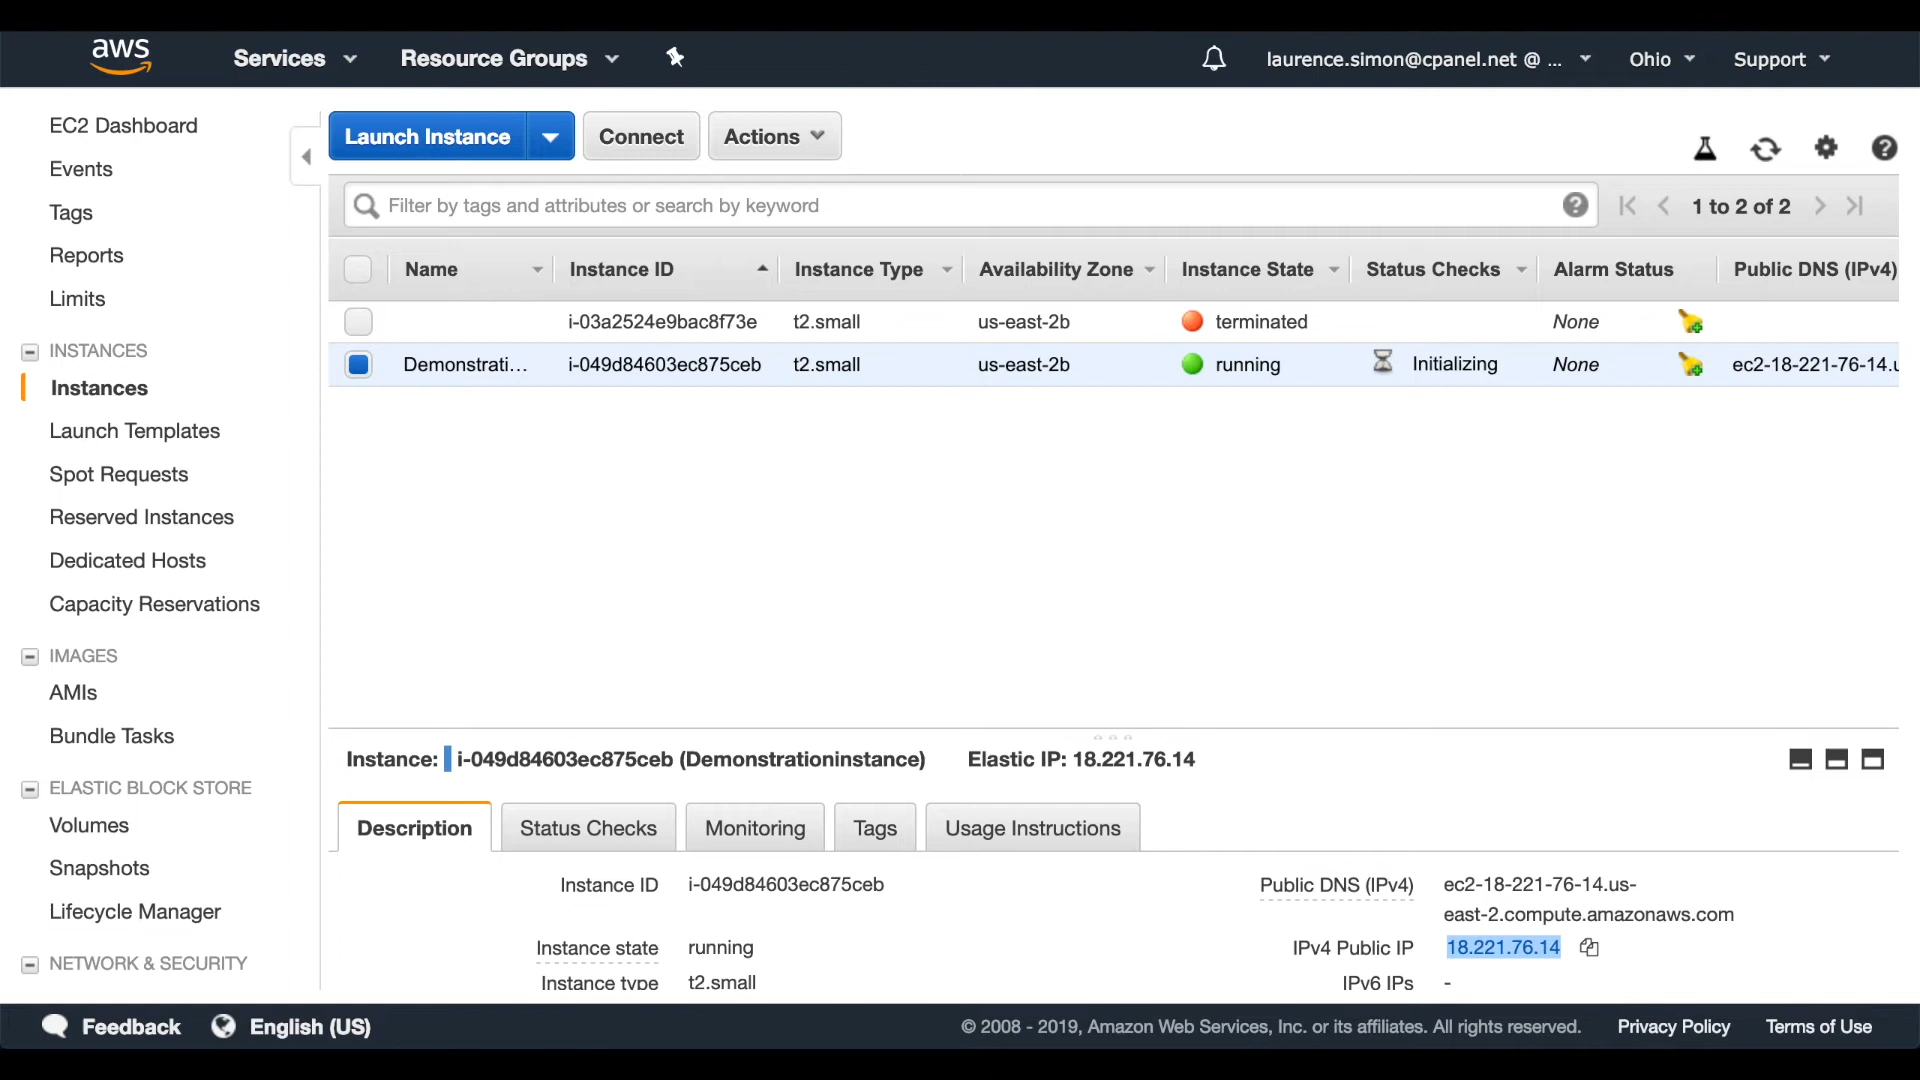 aws Services Resource Groups laurence.simon@cpanel.net @ ... Ohio Support
EC2 Dashboard
Events
Tags
Reports
Limits
INSTANCES
Instances
Launch Templates
Spot Requests
Reserved Instances
Dedicated Hosts
Capacity Reservations
IMAGES
AMIs
Bundle Tasks
ELASTIC BLOCK STORE
Volumes
Snapshots
Lifecycle Manager
NETWORK & SECURITY
Launch Instance Connect Actions
Filter by tags and attributes or search by keyword 1 to 2 of 2
Name Instance ID Instance Type Availability Zone Instance State Status Checks Alarm Status Public DNS (IPv4)
i-03a2524e9bac8f73e t2.small us-east-2b terminated None
Demonstrati... i-049d84603ec875ceb t2.small us-east-2b running Initializing None ec2-18-221-76-14.u
Instance: i-049d84603ec875ceb (Demonstrationinstance) Elastic IP: 18.221.76.14
Description Status Checks Monitoring Tags Usage Instructions
Instance ID i-049d84603ec875ceb
Instance state running
Instance type t2.small
Public DNS (IPv4) ec2-18-221-76-14.us-
east-2.compute.amazonaws.com
IPv4 Public IP 18.221.76.14
IPv6 IPs -
Feedback English (US) © 2008 - 2019, Amazon Web Services, Inc. or its affiliates. All rights reserved. Privacy Policy Terms of Use